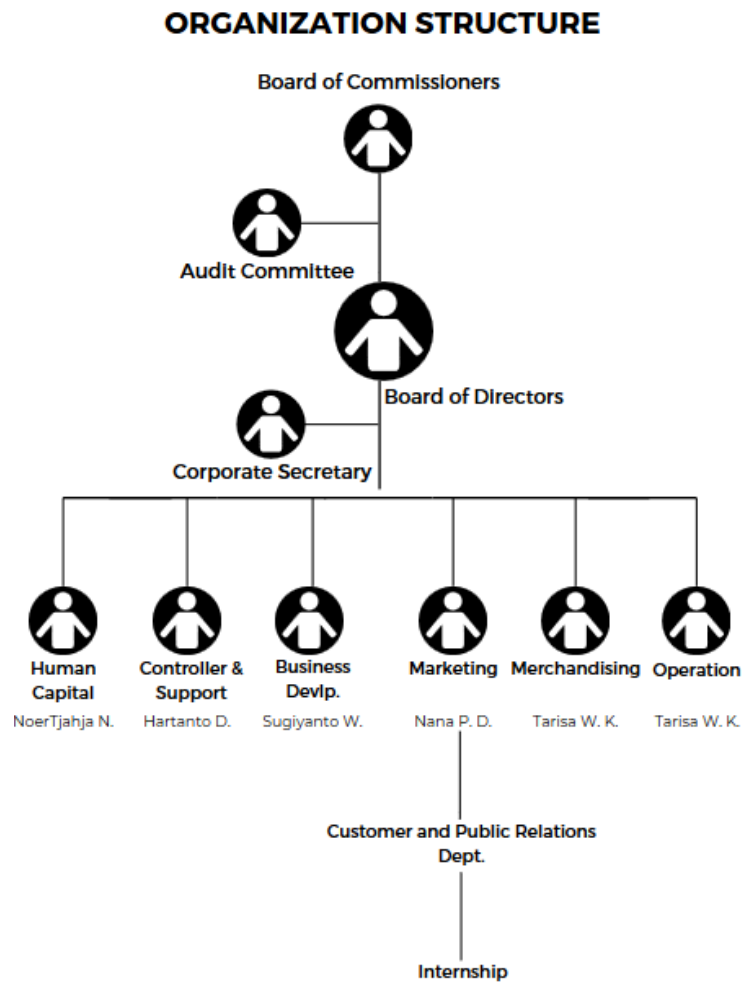 ORGANIZATION STRUCTURE
Board of Commissioners
Audit Committee
Board of Directors
Corporate Secretary
Human
Capital
NoerTjahja N.
Controller &
Support
Hartanto D.
Business
Devlp.
Sugiyanto W.
Marketing
Nana P. D.
Merchandising
Tarisa W. K.
Operation
Tarisa W. K.
Customer and Public Relations
Dept.
Internship